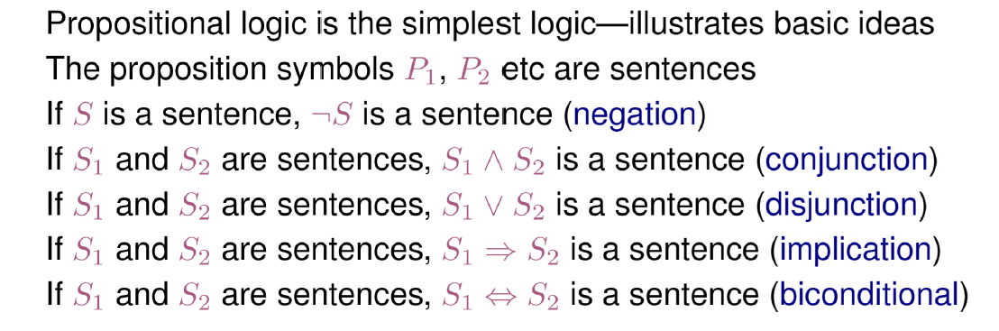 Propositional logic is the simplest logic—illustrates basic ideas
The proposition symbols P₁, P₂ etc are sentences
If S is a sentence, ¬S is a sentence (negation)
If S₁ and S₂ are sentences, S₁ ∧ S₂ is a sentence (conjunction)
If S₁ and S₂ are sentences, S₁ ∨ S₂ is a sentence (disjunction)
If S₁ and S₂ are sentences, S₁ ⇒ S₂ is a sentence (implication)
If S₁ and S₂ are sentences, S₁ ⇔ S₂ is a sentence (biconditional)